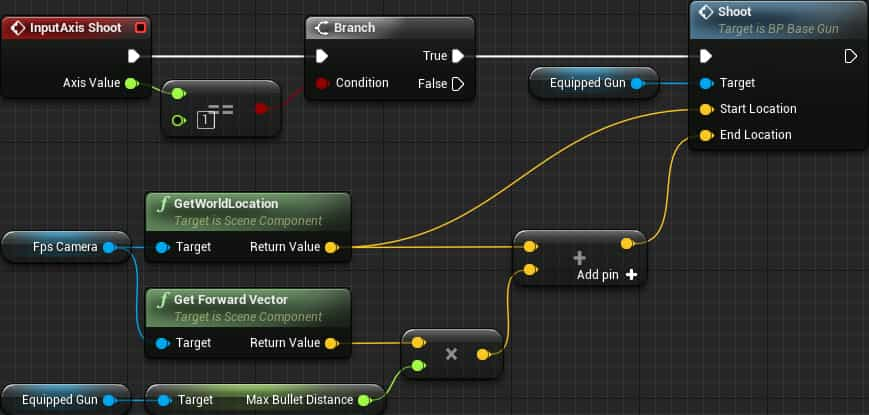 InputAxis Shoot
Axis Value
==
1
Branch
True
Condition
False
Shoot
Target is BP Base Gun
Equipped Gun
Target
Start Location
End Location
GetWorldLocation
Target is Scene Component
Fps Camera
Target
Return Value
+
Add pin +
Get Forward Vector
Target is Scene Component
Target
Return Value
×
Equipped Gun
Target
Max Bullet Distance